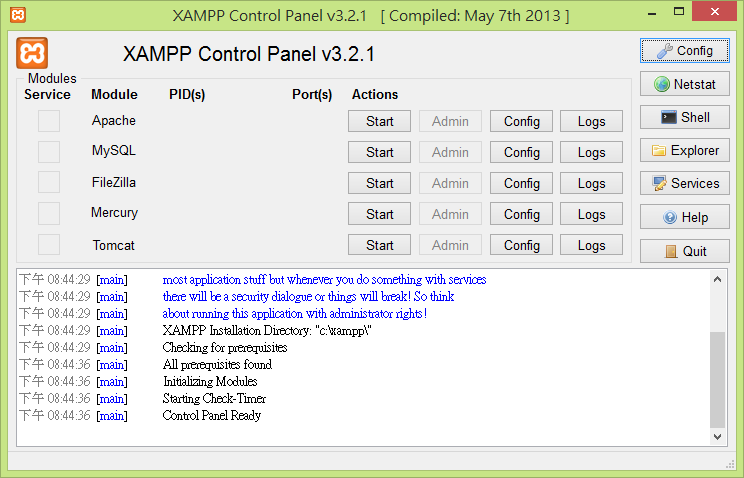 XAMPP Control Panel v3.2.1 [ Compiled: May 7th 2013 ]
XAMPP Control Panel v3.2.1
Config
Modules
Service Module PID(s) Port(s) Actions
Netstat
Apache Start Admin Config Logs
Shell
MySQL Start Admin Config Logs
Explorer
FileZilla Start Admin Config Logs
Services
Mercury Start Admin Config Logs
Help
Tomcat Start Admin Config Logs
Quit
下午 08:44:29 [main] most application stuff but whenever you do something with services
下午 08:44:29 [main] there will be a security dialogue or things will break! So think
下午 08:44:29 [main] about running this application with administrator rights!
下午 08:44:29 [main] XAMPP Installation Directory: "c:\xampp\"
下午 08:44:29 [main] Checking for prerequisites
下午 08:44:36 [main] All prerequisites found
下午 08:44:36 [main] Initializing Modules
下午 08:44:36 [main] Starting Check-Timer
下午 08:44:36 [main] Control Panel Ready